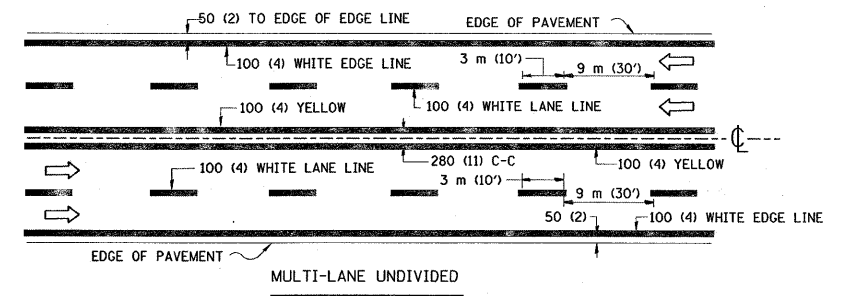 50 (2) TO EDGE OF EDGE LINE
EDGE OF PAVEMENT
100 (4) WHITE EDGE LINE
3 m (10')
9 m (30')
100 (4) YELLOW
100 (4) WHITE LANE LINE
℄
100 (4) WHITE LANE LINE
280 (11) C-C
100 (4) YELLOW
3 m (10')
9 m (30')
50 (2)
100 (4) WHITE EDGE LINE
EDGE OF PAVEMENT
MULTI-LANE UNDIVIDED